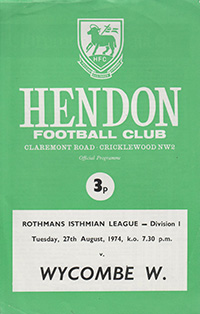 HFC
HENDON
FOOTBALL CLUB
CLAREMONT ROAD · CRICKLEWOOD NW2
Official Programme
3p
ROTHMANS ISTHMIAN LEAGUE — Division I
Tuesday, 27th August, 1974, k.o. 7.30 p.m.
v.
WYCOMBE W.